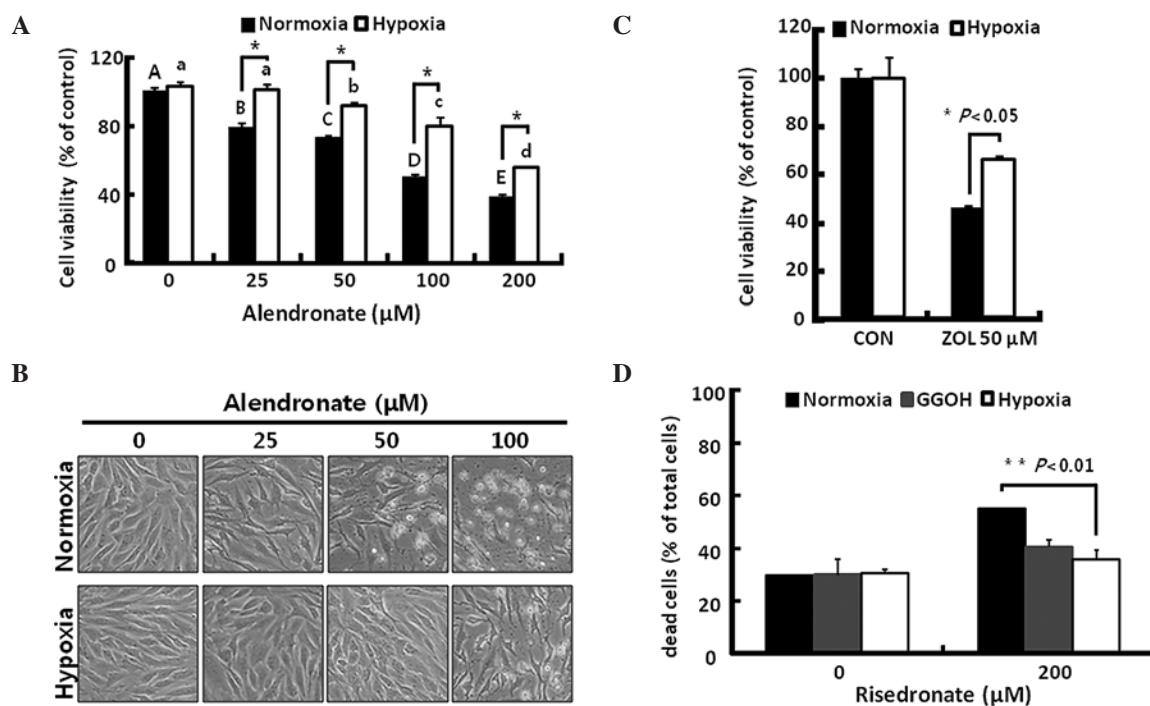 A
Normoxia Hypoxia
Cell viability (% of control)
120
80
40
0
A a
B a
*
C b
*
D c
*
E d
*
0 25 50 100 200
Alendronate (µM)
B
Alendronate (µM)
0 25 50 100
Normoxia
Hypoxia
C
Normoxia Hypoxia
Cell viability (% of control)
120
100
80
60
40
20
0
* P<0.05
CON ZOL 50 µM
D
Normoxia GGOH Hypoxia
dead cells (% of total cells)
100
80
60
40
20
0
** P<0.01
0 200
Risedronate (µM)